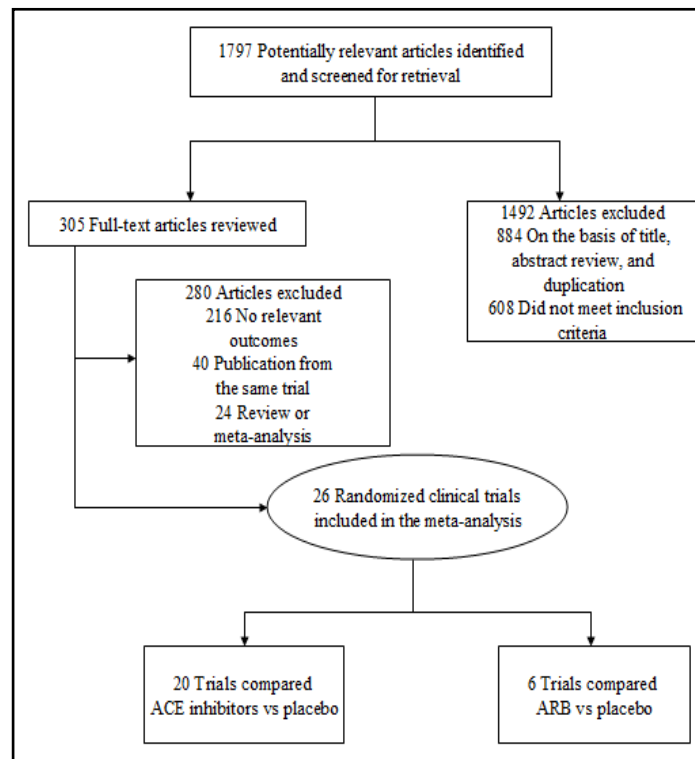 1797 Potentially relevant articles identified
and screened for retrieval
305 Full-text articles reviewed
1492 Articles excluded
884 On the basis of title,
abstract review, and
duplication
608 Did not meet inclusion
criteria
280 Articles excluded
216 No relevant
outcomes
40 Publication from
the same trial
24 Review or
meta-analysis
26 Randomized clinical trials
included in the meta-analysis
20 Trials compared
ACE inhibitors vs placebo
6 Trials compared
ARB vs placebo